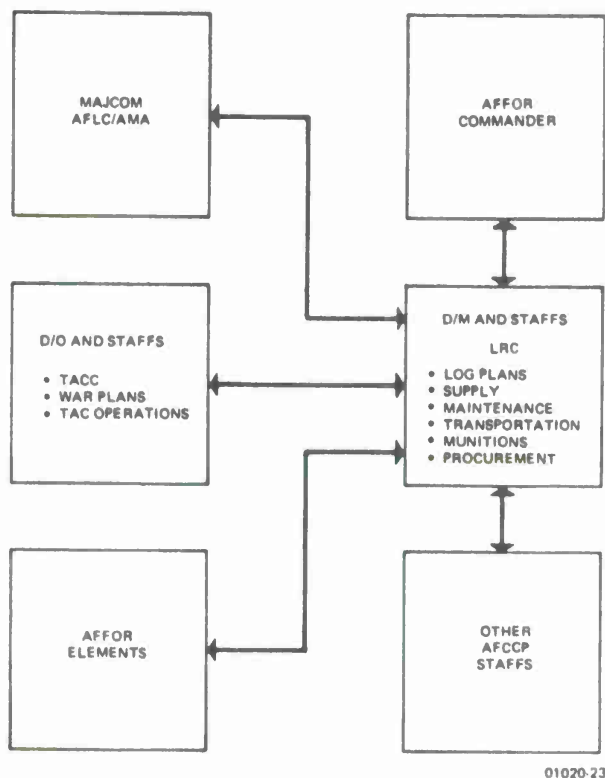 MAJCOM
AFLC/AMA
AFFOR
COMMANDER
D/O AND STAFFS
• TACC
• WAR PLANS
• TAC OPERATIONS
D/M AND STAFFS
LRC
• LOG PLANS
• SUPPLY
• MAINTENANCE
• TRANSPORTATION
• MUNITIONS
• PROCUREMENT
AFFOR
ELEMENTS
OTHER
AFCCP
STAFFS
01020-23